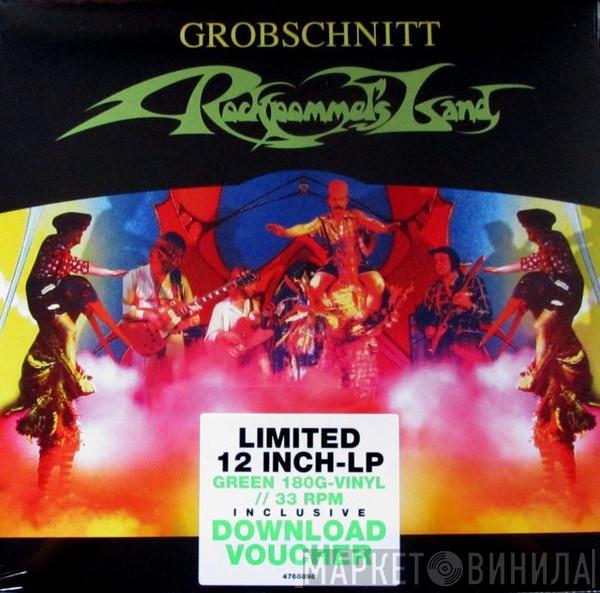 GROBSCHNITT
Rockpommel's Land
LIMITED
12 INCH-LP
GREEN 180G-VINYL
// 33 RPM
INCLUSIVE
DOWNLOAD
VOUCHER
4768898
МАРКЕТ ВИНИЛА